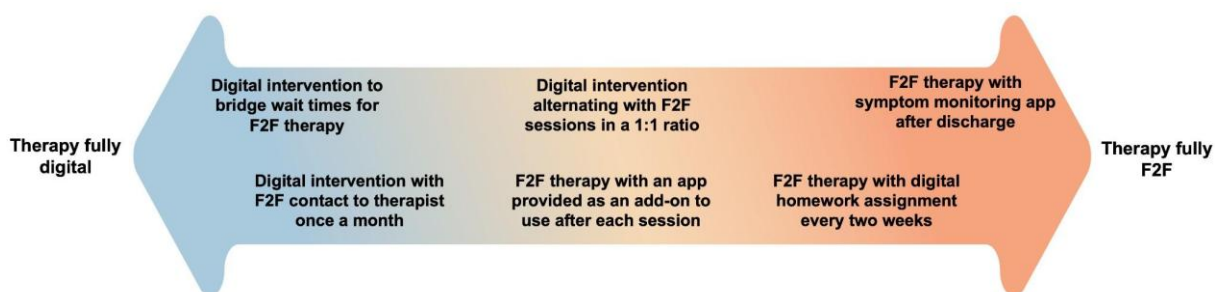 Therapy fully
digital
Digital intervention to
bridge wait times for
F2F therapy
Digital intervention
alternating with F2F
sessions in a 1:1 ratio
F2F therapy with
symptom monitoring app
after discharge
Digital intervention with
F2F contact to therapist
once a month
F2F therapy with an app
provided as an add-on to
use after each session
F2F therapy with digital
homework assignment
every two weeks
Therapy fully
F2F